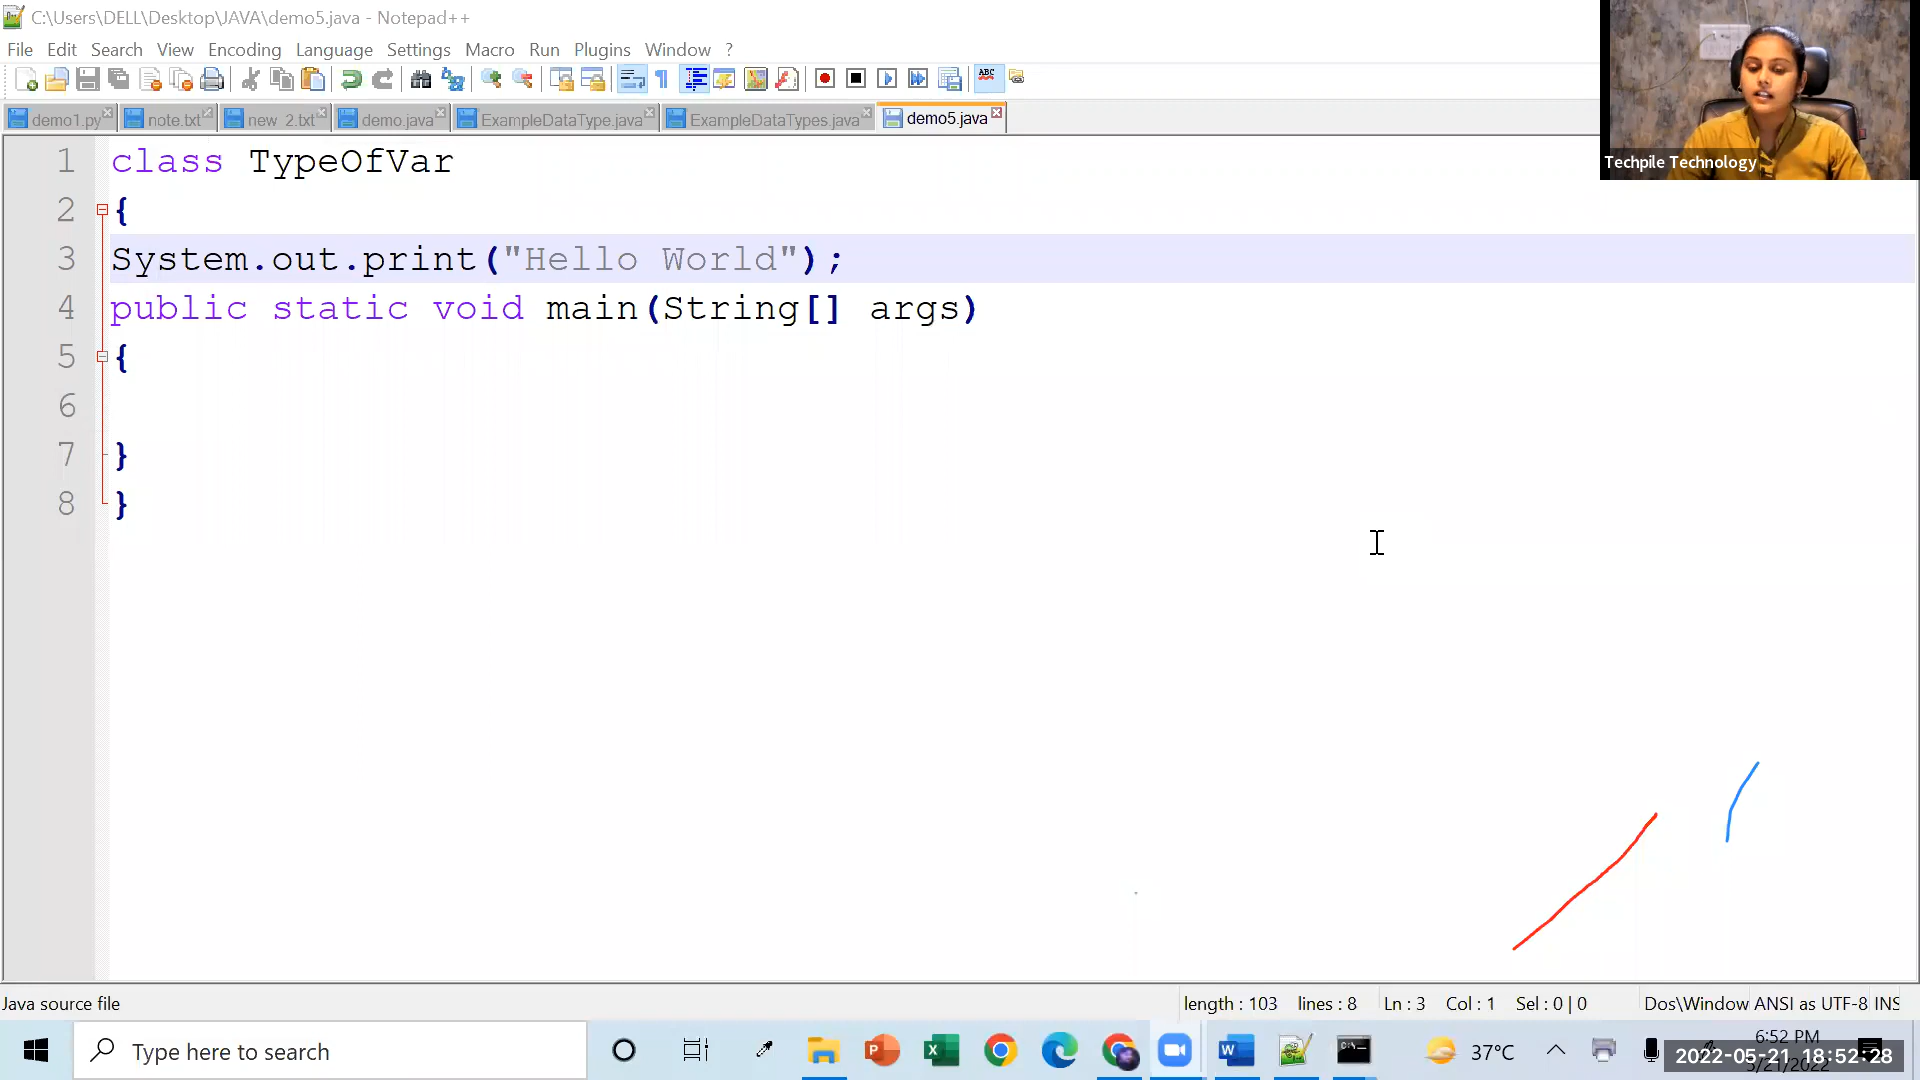 C:\Users\DELL\Desktop\JAVA\demo5.java - Notepad++
File Edit Search View Encoding Language Settings Macro Run Plugins Window ?
ABC
demo1.py note.txt new 2.txt demo.java ExampleDataType.java ExampleDataTypes.java demo5.java
Techpile Technology
1 class TypeOfVar
2 {
3 System.out.print("Hello World");
4 public static void main(String[] args)
5 {
6
7 }
8 }
Java source file length : 103 lines : 8 Ln : 3 Col : 1 Sel : 0 | 0 Dos\Window ANSI as UTF-8 INS
Type here to search 37°C 6:52 PM
2022-05-21 18:52:28